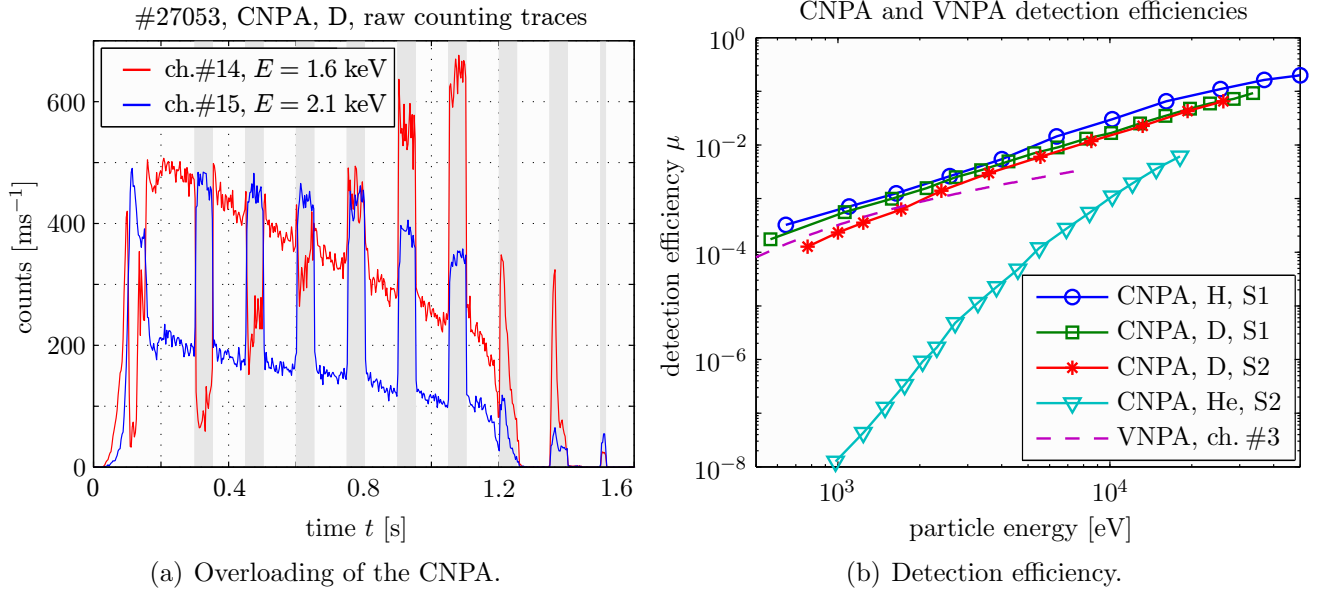 #27053, CNPA, D, raw counting traces
ch.#14, E = 1.6 keV
ch.#15, E = 2.1 keV
counts [ms⁻¹]
600
400
200
0
0 0.4 0.8 1.2 1.6
time t [s]
(a) Overloading of the CNPA.
CNPA and VNPA detection efficiencies
detection efficiency μ
10⁰
10⁻²
10⁻⁴
10⁻⁶
10⁻⁸
CNPA, H, S1
CNPA, D, S1
CNPA, D, S2
CNPA, He, S2
VNPA, ch. #3
10³ 10⁴
particle energy [eV]
(b) Detection efficiency.